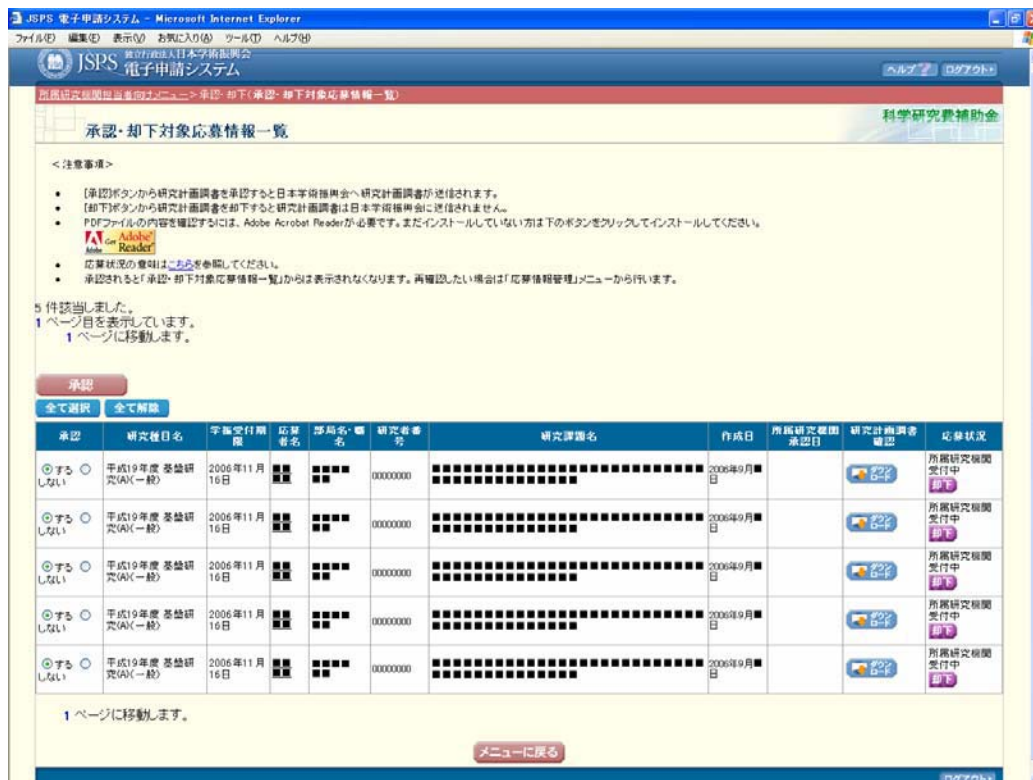 JSPS 電子申請システム - Microsoft Internet Explorer
ファイル(F) 編集(E) 表示(V) お気に入り(A) ツール(T) ヘルプ(H)
JSPS 独立行政法人日本学術振興会
電子申請システム
ヘルプ ? ログアウト
所属研究機関担当者向けメニュー>承認・却下(承認・却下対象応募情報一覧)
科学研究費補助金
承認・却下対象応募情報一覧
<注意事項>
• [承認]ボタンから研究計画調書を承認すると日本学術振興会へ研究計画調書が送信されます。
• [却下]ボタンから研究計画調書を却下すると研究計画調書は日本学術振興会に送信されません。
• PDFファイルの内容を確認するには、Adobe Acrobat Readerが必要です。まだインストールしていない方は下のボタンをクリックしてインストールしてください。
Adobe Get Adobe Reader
• 応募状況の意味はこちらを参照してください。
• 承認されると「承認・却下対象応募情報一覧」からは表示されなくなります。再確認したい場合は「応募情報管理」メニューから行います。
5 件該当しました。
1 ページ目を表示しています。
1 ページに移動します。
承認
全て選択 全て解除
承認 研究種目名 学振受付期限 応募者名 部局名・職名 研究者番号 研究課題名 作成日 所属研究機関承認日 研究計画調書確認 応募状況
する しない 平成19年度 基盤研究(A)(一般) 2006年11月16日 ■■■■ ■■■■■■ 00000000 ■■■■■■■■■■■■■■■■■■■■■■■■■■■■■■■■■■■■■■■■ 2006年9月■日 ダウンロード 所属研究機関受付中 却下
する しない 平成19年度 基盤研究(A)(一般) 2006年11月16日 ■■■■ ■■■■■■ 00000000 ■■■■■■■■■■■■■■■■■■■■■■■■■■■■■■■■■■■■■■■■ 2006年9月■日 ダウンロード 所属研究機関受付中 却下
する しない 平成19年度 基盤研究(A)(一般) 2006年11月16日 ■■■■ ■■■■■■ 00000000 ■■■■■■■■■■■■■■■■■■■■■■■■■■■■■■■■■■■■■■■■ 2006年9月■日 ダウンロード 所属研究機関受付中 却下
する しない 平成19年度 基盤研究(A)(一般) 2006年11月16日 ■■■■ ■■■■■■ 00000000 ■■■■■■■■■■■■■■■■■■■■■■■■■■■■■■■■■■■■■■■■ 2006年9月■日 ダウンロード 所属研究機関受付中 却下
する しない 平成19年度 基盤研究(A)(一般) 2006年11月16日 ■■■■ ■■■■■■ 00000000 ■■■■■■■■■■■■■■■■■■■■■■■■■■■■■■■■■■■■■■■■ 2006年9月■日 ダウンロード 所属研究機関受付中 却下
1 ページに移動します。
メニューに戻る
ログアウト